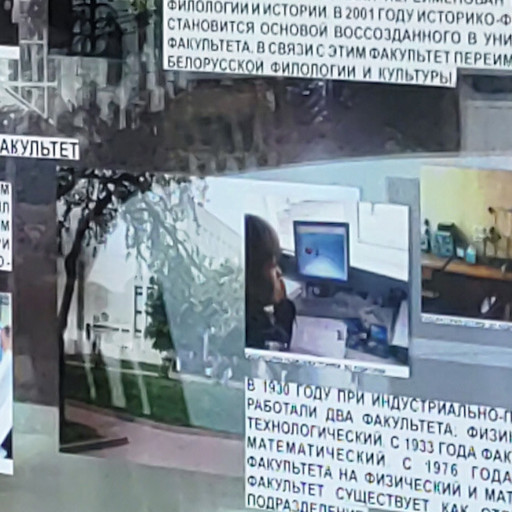 ФИЛОЛОГИИ И ИСТОРИИ. В 2001 ГОДУ ИСТОРИКО-Ф
СТАНОВИТСЯ ОСНОВОЙ ВОССОЗДАННОГО В УНИ
ФАКУЛЬТЕТА. В СВЯЗИ С ЭТИМ ФАКУЛЬТЕТ ПЕРЕИМ
БЕЛОРУССКОЙ ФИЛОЛОГИИ И КУЛЬТУРЫ
АКУЛЬТЕТ
В 1930 ГОДУ ПРИ ИНДУСТРИАЛЬНО-П
РАБОТАЛИ ДВА ФАКУЛЬТЕТА: ФИЗИ
ТЕХНОЛОГИЧЕСКИЙ. С 1933 ГОДА ФАК
МАТЕМАТИЧЕСКИЙ. С 1976 ГОДА
ФАКУЛЬТЕТА НА ФИЗИЧЕСКИЙ И МАТ
ФАКУЛЬТЕТ СУЩЕСТВУЕТ КАК
ПОДРАЗДЕЛЕНИЕ